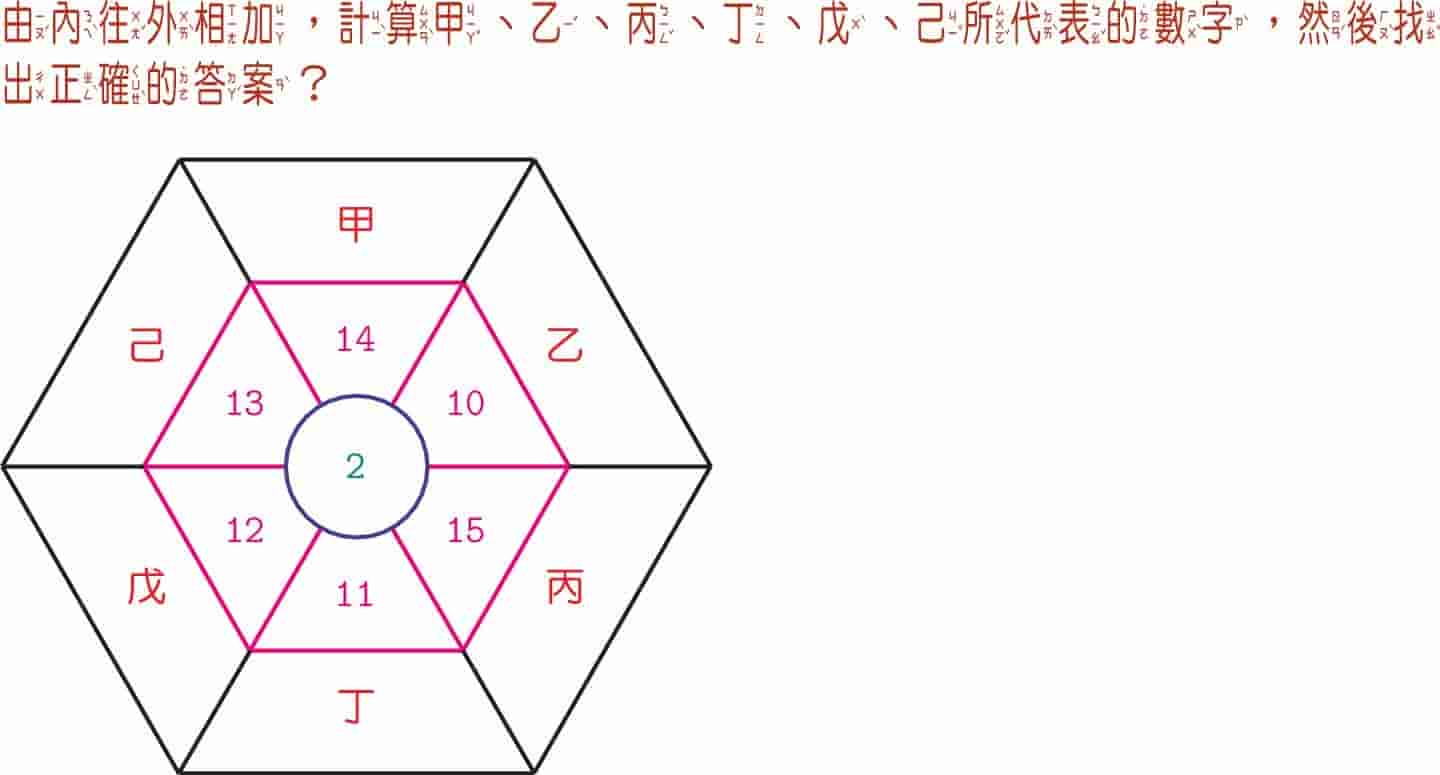 由內往外相加，計算甲、乙、丙、丁、戊、己所代表的數字，然後找
出正確的答案？
甲
己
乙
14
13
10
2
12
15
11
戊
丙
丁